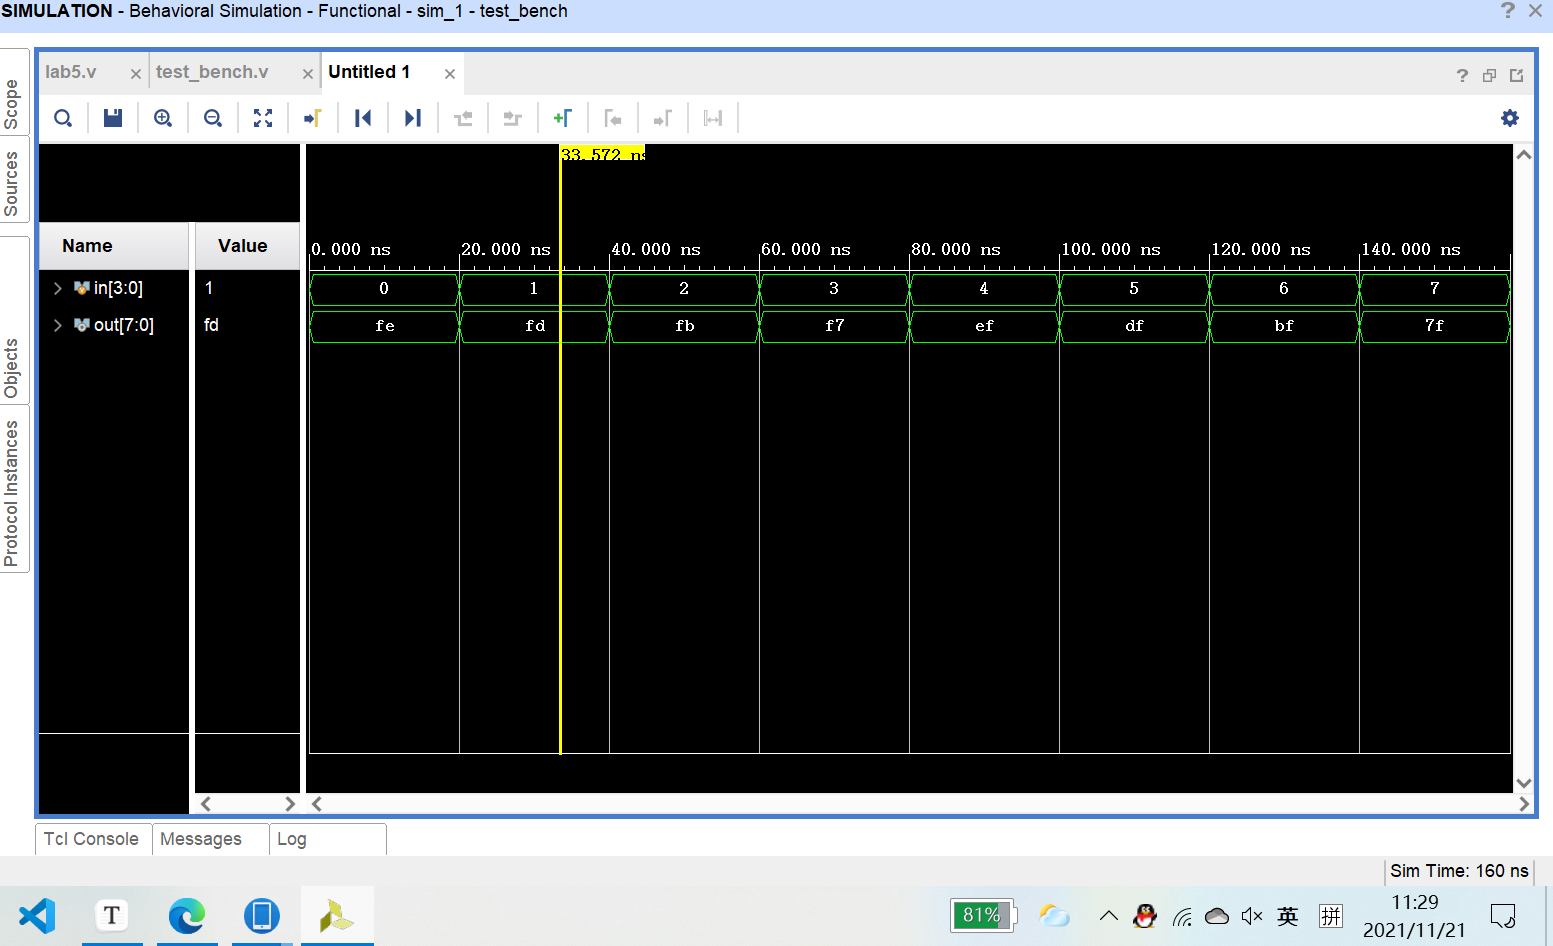 SIMULATION - Behavioral Simulation - Functional - sim_1 - test_bench
Scope
Sources
Objects
Protocol Instances
lab5.v
test_bench.v
Untitled 1
33.572 ns
Name Value
0.000 ns 20.000 ns 40.000 ns 60.000 ns 80.000 ns 100.000 ns 120.000 ns 140.000 ns
in[3:0] 1 0 1 2 3 4 5 6 7
out[7:0] fd fe fd fb f7 ef df bf 7f
Tcl Console Messages Log
Sim Time: 160 ns
T
81%
英
拼
11:29
2021/11/21